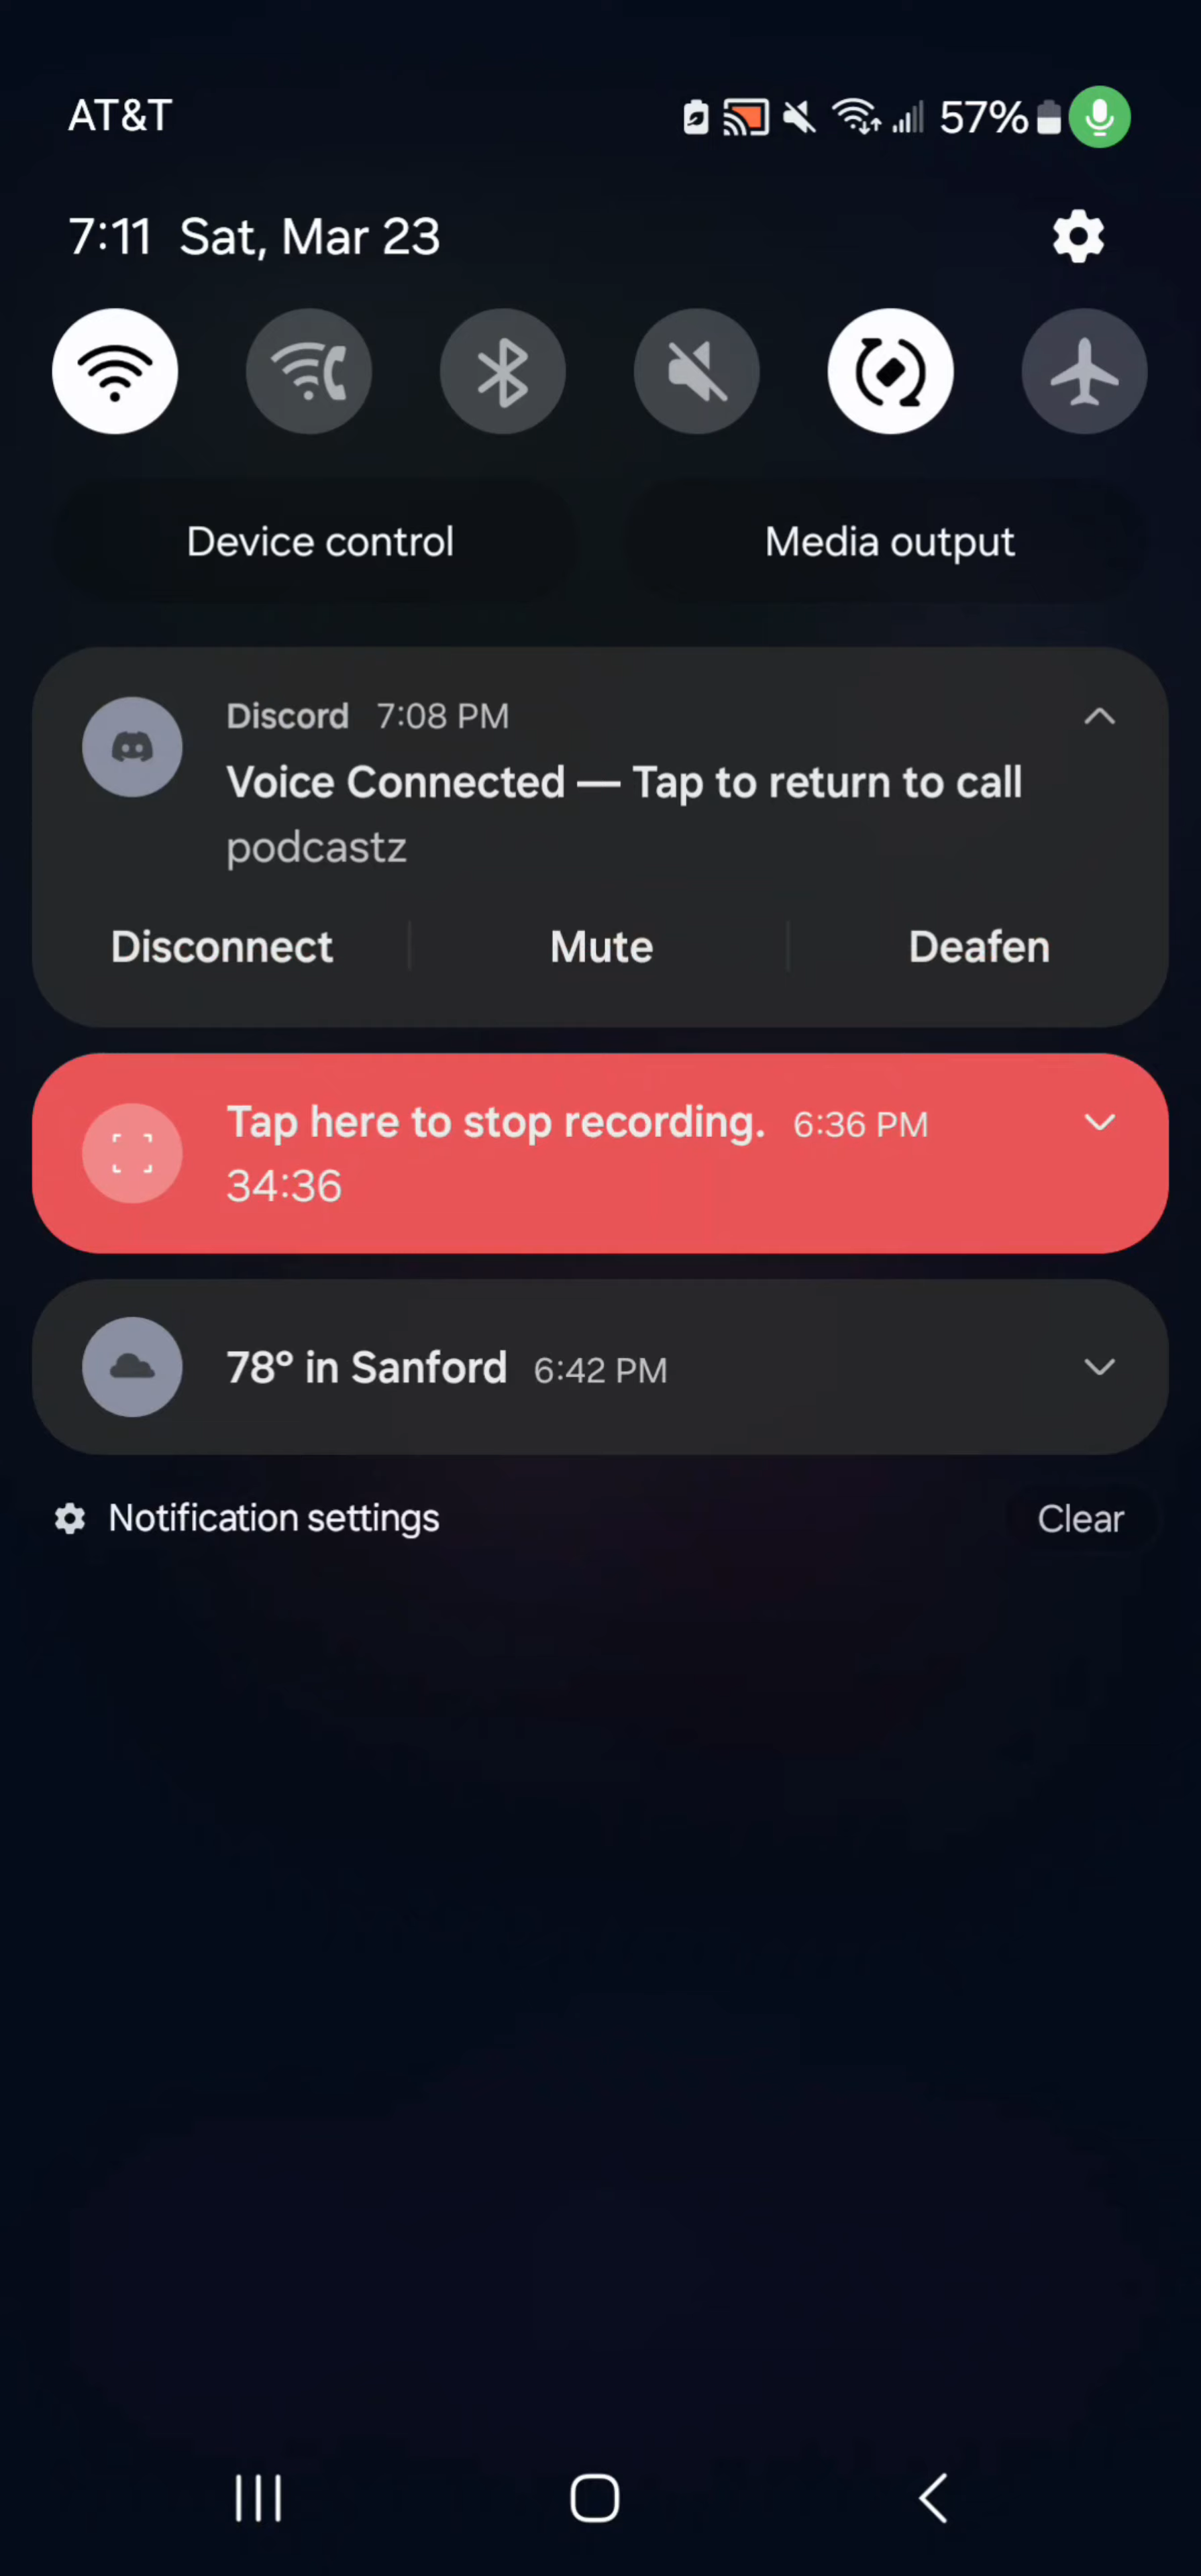 AT&T 57%
7:11 Sat, Mar 23
Device control Media output
Discord 7:08 PM
Voice Connected — Tap to return to call
podcastz
Disconnect Mute Deafen
Tap here to stop recording. 6:36 PM
34:36
78º in Sanford 6:42 PM
Notification settings Clear